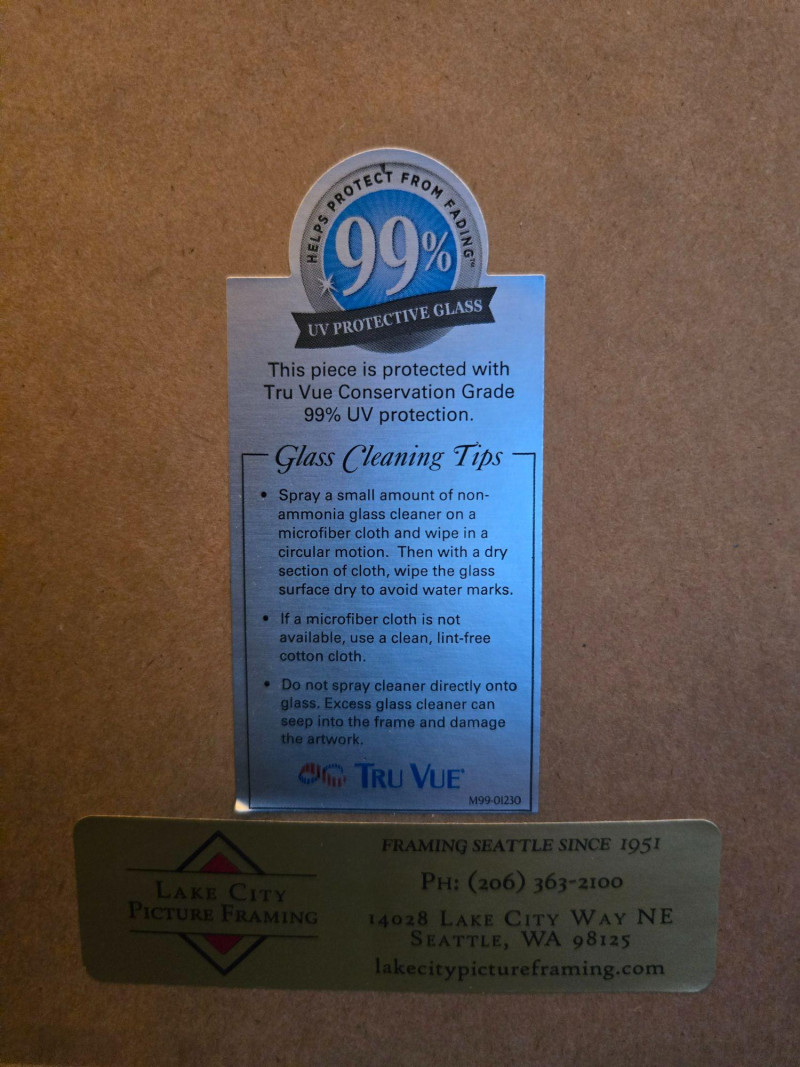 HELPS PROTECT FROM FADING™
99%
UV PROTECTIVE GLASS
This piece is protected with
Tru Vue Conservation Grade
99% UV protection.
Glass Cleaning Tips
• Spray a small amount of non-
ammonia glass cleaner on a
microfiber cloth and wipe in a
circular motion. Then with a dry
section of cloth, wipe the glass
surface dry to avoid water marks.
• If a microfiber cloth is not
available, use a clean, lint-free
cotton cloth.
• Do not spray cleaner directly onto
glass. Excess glass cleaner can
seep into the frame and damage
the artwork.
TRU VUE®
M99-01230
LAKE CITY
PICTURE FRAMING
FRAMING SEATTLE SINCE 1951
PH: (206) 363-2100
14028 LAKE CITY WAY NE
SEATTLE, WA 98125
lakecitypictureframing.com